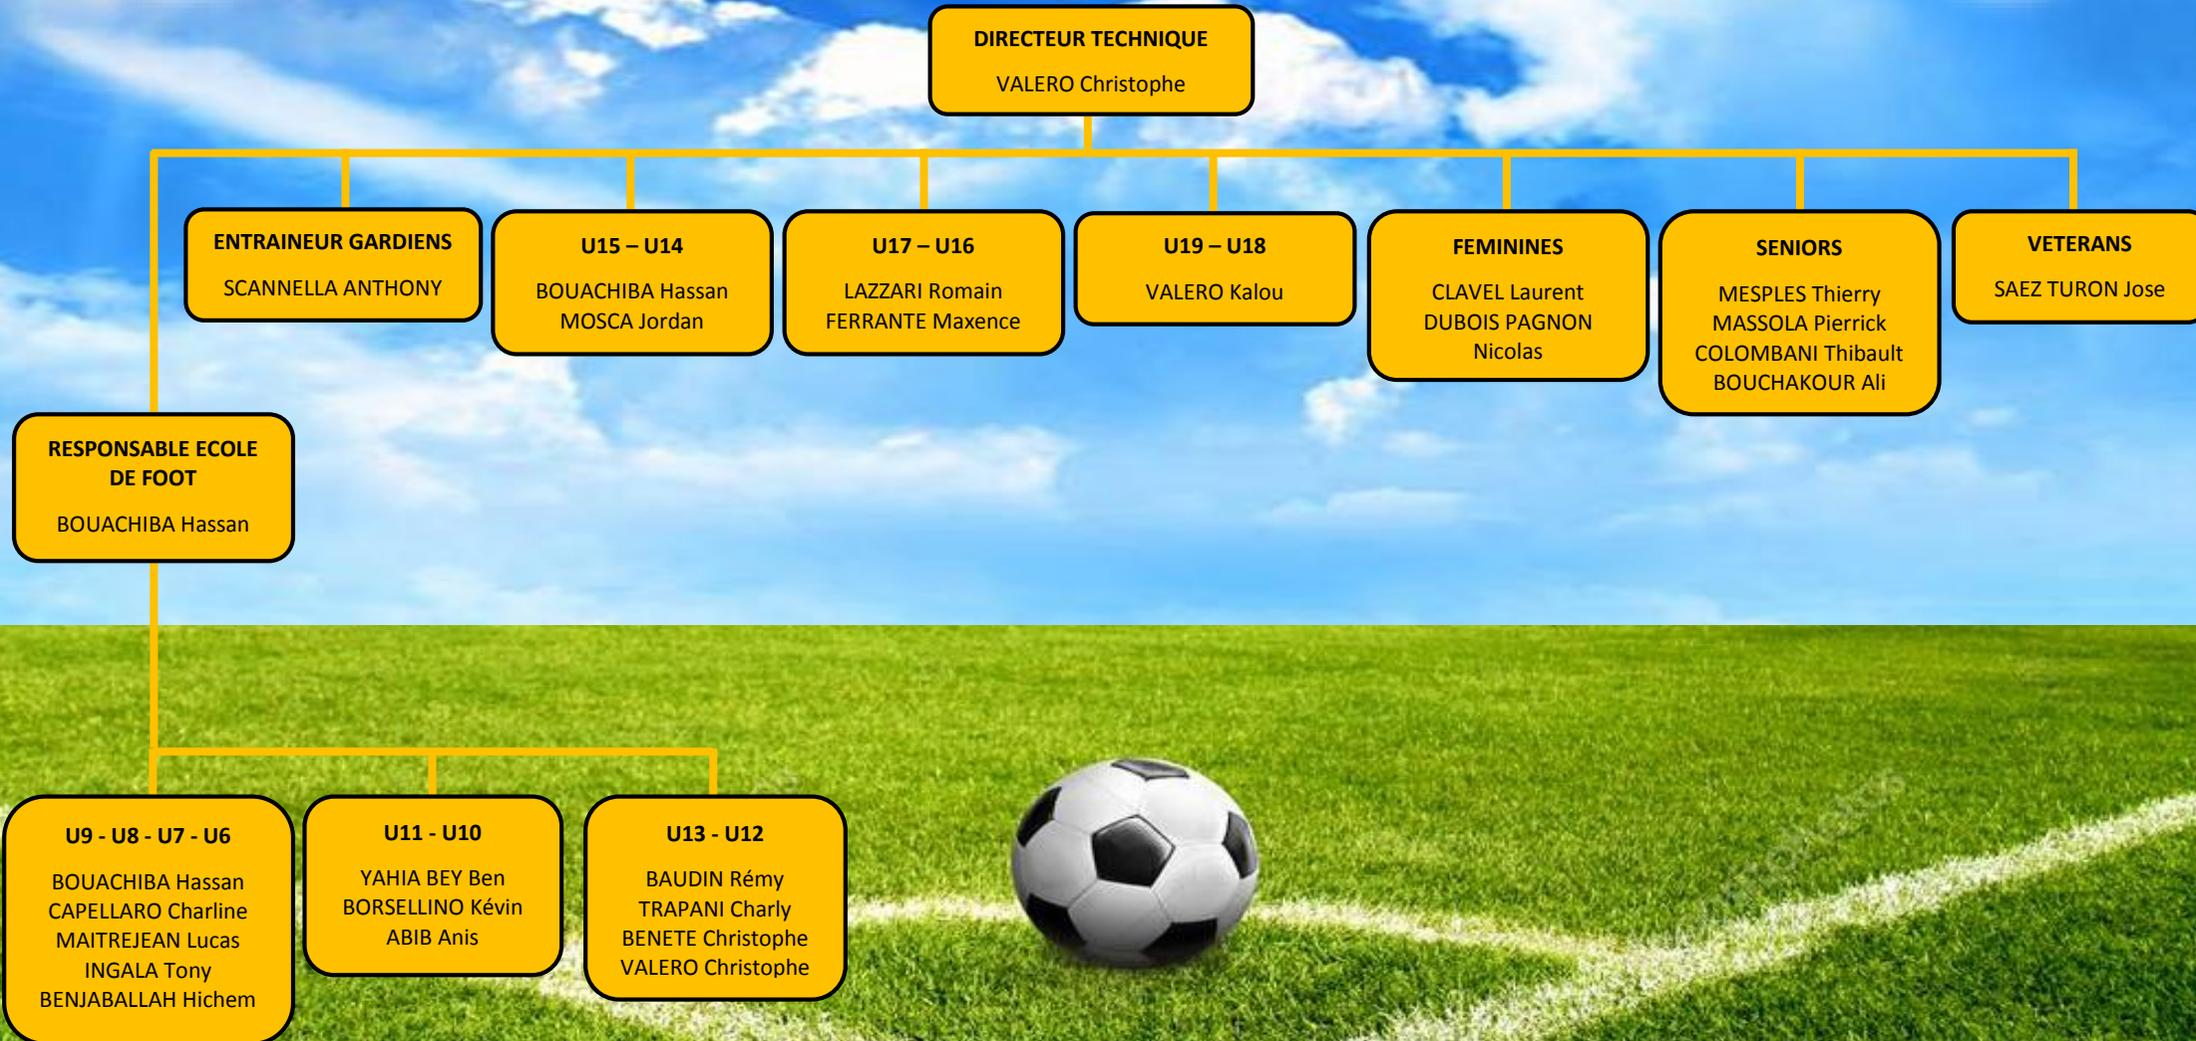 DIRECTEUR TECHNIQUE
VALERO Christophe
ENTRAINEUR GARDIENS
SCANNELLA ANTHONY
U15 – U14
BOUACHIBA Hassan
MOSCA Jordan
U17 – U16
LAZZARI Romain
FERRANTE Maxence
U19 – U18
VALERO Kalou
FEMININES
CLAVEL Laurent
DUBOIS PAGNON
Nicolas
SENIORS
MESPLES Thierry
MASSOLA Pierrick
COLOMBANI Thibault
BOUCHAKOUR Ali
VETERANS
SAEZ TURON Jose
RESPONSABLE ECOLE
DE FOOT
BOUACHIBA Hassan
U9 - U8 - U7 - U6
BOUACHIBA Hassan
CAPELLARO Charline
MAITREJEAN Lucas
INGALA Tony
BENJABALLAH Hichem
U11 - U10
YAHIA BEY Ben
BORSELLINO Kévin
ABIB Anis
U13 - U12
BAUDIN Rémy
TRAPANI Charly
BENETE Christophe
VALERO Christophe